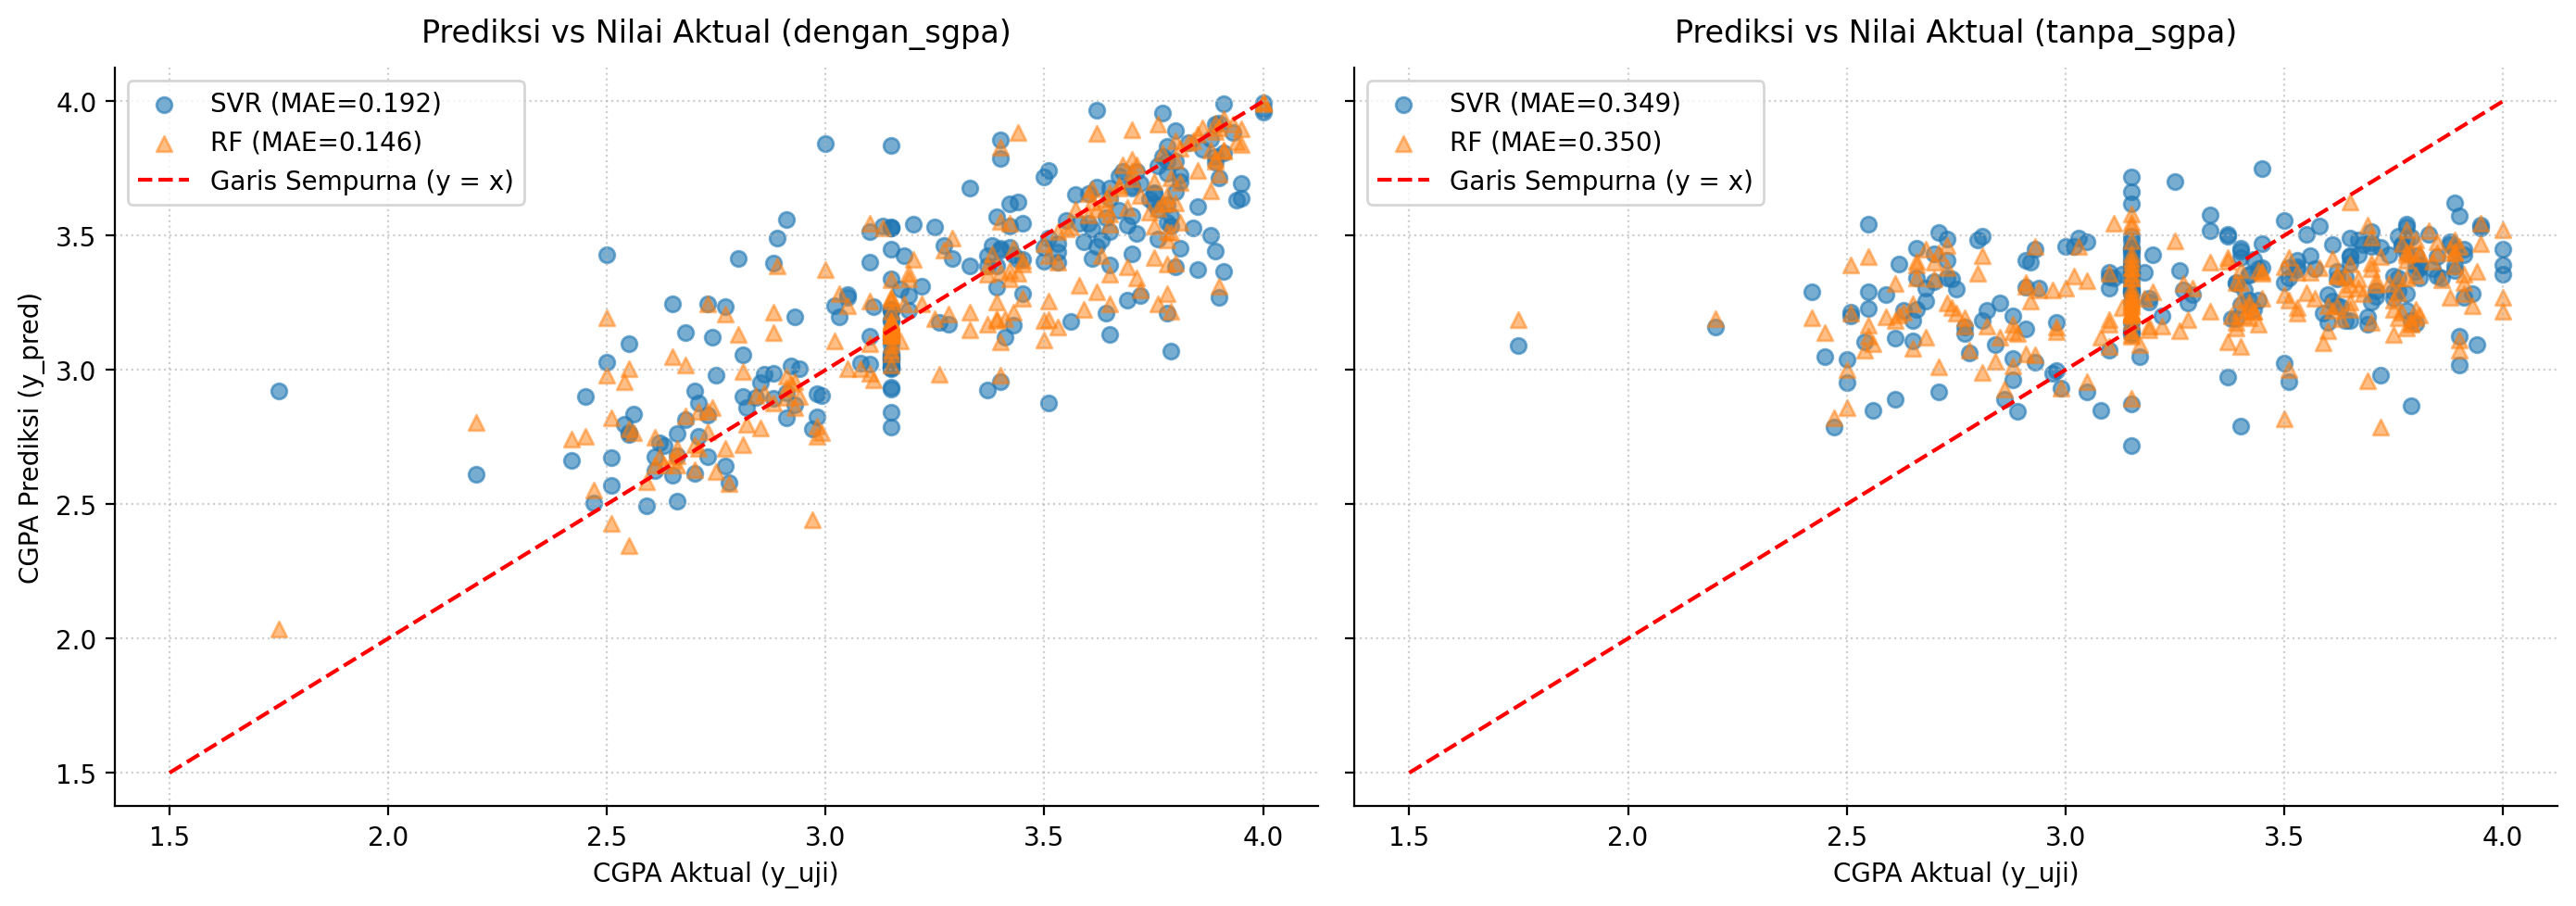 Prediksi vs Nilai Aktual (dengan_sgpa)
SVR (MAE=0.192)
RF (MAE=0.146)
Garis Sempurna (y = x)
CGPA Prediksi (y_pred)
4.0
3.5
3.0
2.5
2.0
1.5
1.5 2.0 2.5 3.0 3.5 4.0
CGPA Aktual (y_uji)
Prediksi vs Nilai Aktual (tanpa_sgpa)
SVR (MAE=0.349)
RF (MAE=0.350)
Garis Sempurna (y = x)
1.5 2.0 2.5 3.0 3.5 4.0
CGPA Aktual (y_uji)